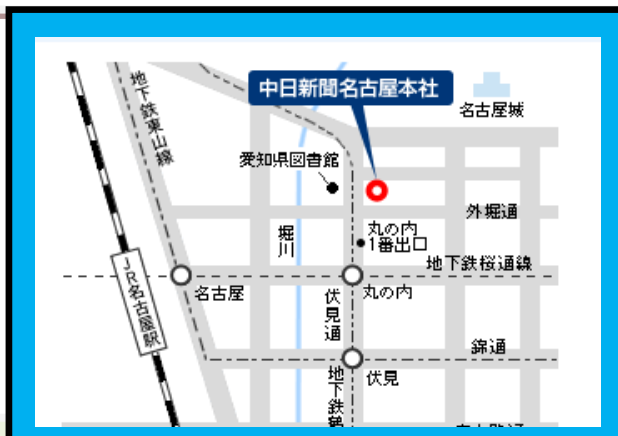 中日新聞名古屋本社
名古屋城
地下鉄東山線
愛知県図書館
外堀通
堀川
丸の内
1番出口
地下鉄桜通線
JR名古屋駅
名古屋
丸の内
伏見通
錦通
伏見
地下鉄